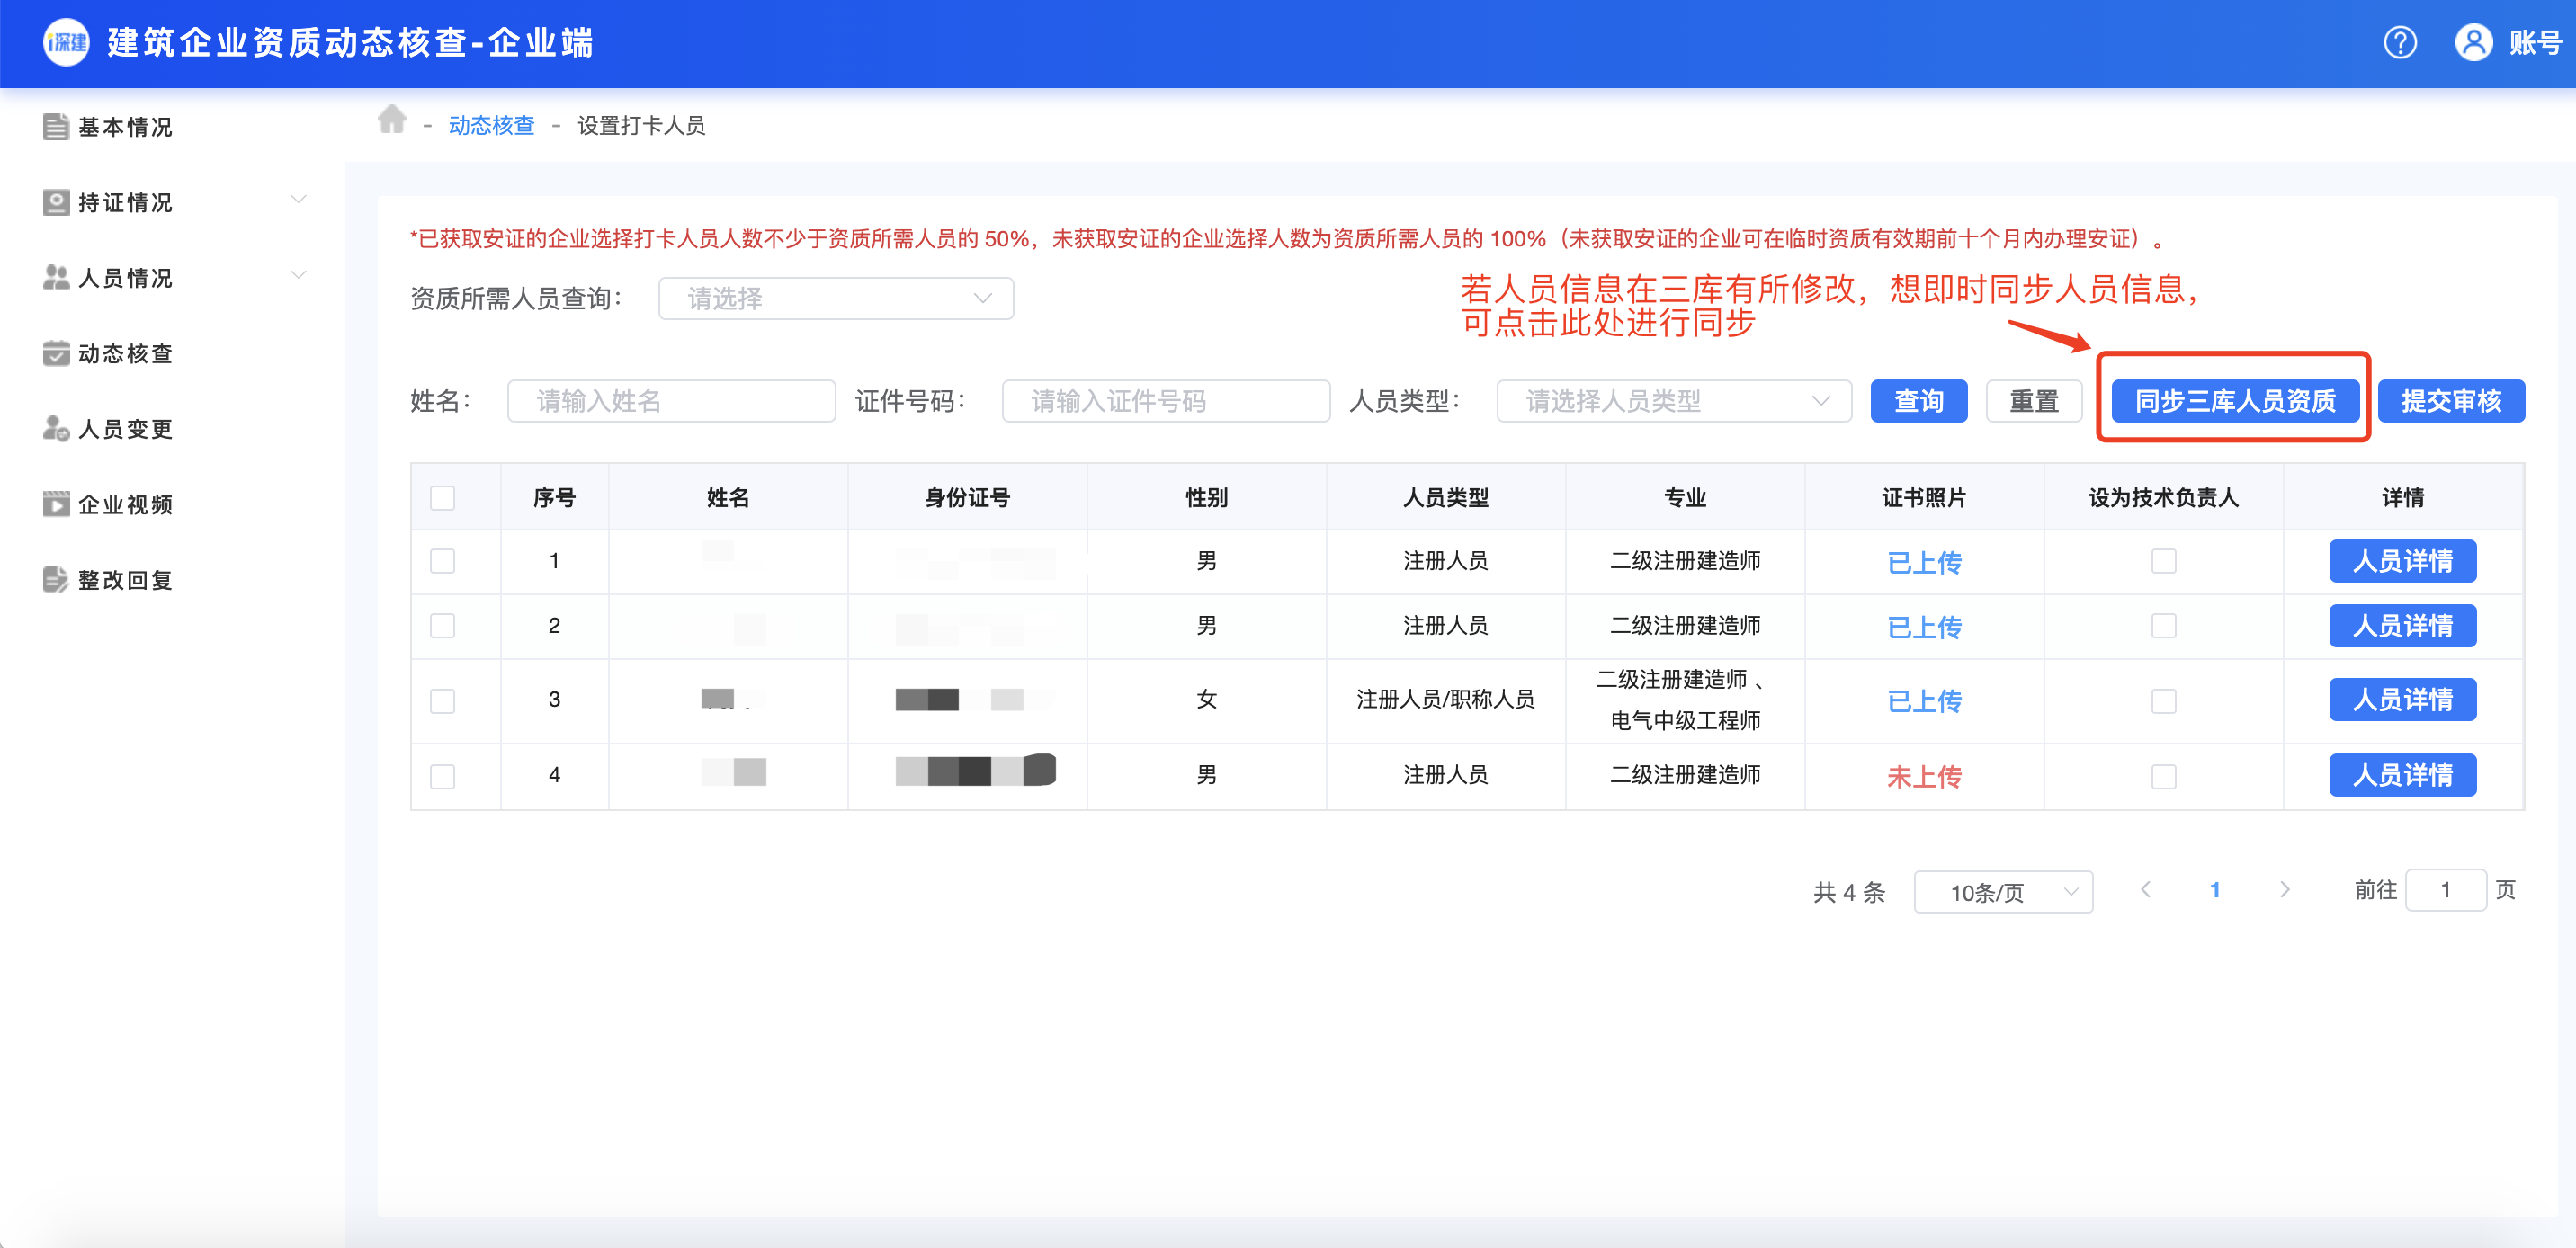 i深建 建筑企业资质动态核查-企业端 账号
基本情况
持证情况
人员情况
动态核查
人员变更
企业视频
整改回复
- 动态核查 - 设置打卡人员
*已获取安证的企业选择打卡人员人数不少于资质所需人员的 50%，未获取安证的企业选择人数为资质所需人员的 100%（未获取安证的企业可在临时资质有效期前十个月内办理安证）。
资质所需人员查询： 请选择
若人员信息在三库有所修改，想即时同步人员信息，
可点击此处进行同步
姓名： 请输入姓名 证件号码： 请输入证件号码 人员类型： 请选择人员类型 查询 重置 同步三库人员资质 提交审核
序号 姓名 身份证号 性别 人员类型 专业 证书照片 设为技术负责人 详情
1 男 注册人员 二级注册建造师 已上传 人员详情
2 男 注册人员 二级注册建造师 已上传 人员详情
3 女 注册人员/职称人员 二级注册建造师 、 已上传 人员详情
电气中级工程师
4 男 注册人员 二级注册建造师 未上传 人员详情
共 4 条 10条/页 1 前往 1 页